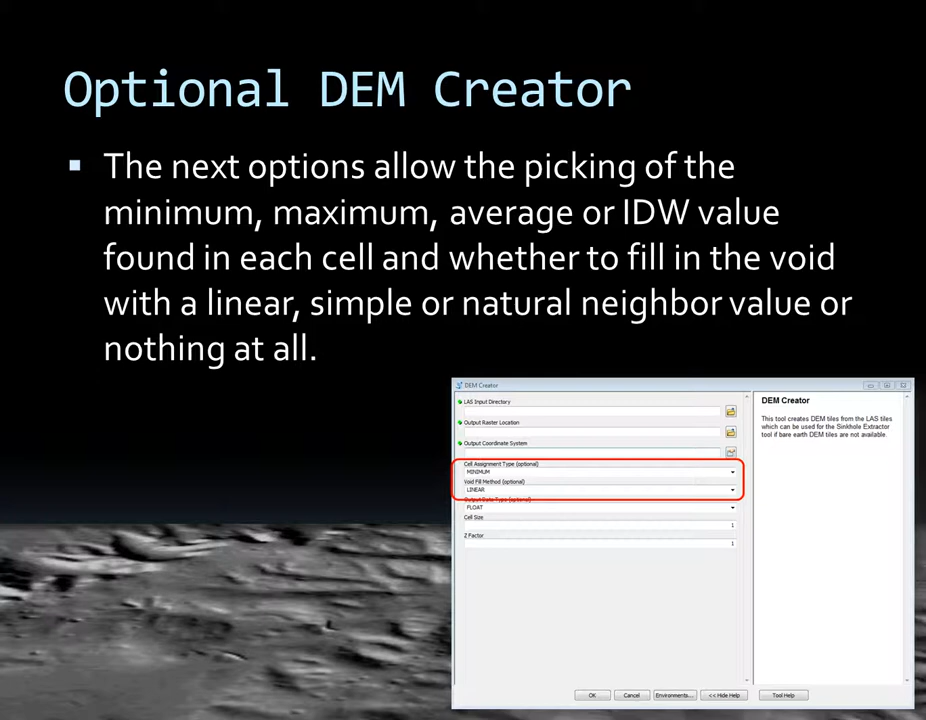 Optional DEM Creator
▪ The next options allow the picking of the
minimum, maximum, average or IDW value
found in each cell and whether to fill in the void
with a linear, simple or natural neighbor value or
nothing at all.
DEM Creator
LAS Input Directory
Output Raster Location
Output Coordinate System
Cell Assignment Type (optional)
MINIMUM
Void Fill Method (optional)
LINEAR
Output Data Type (optional)
FLOAT
Cell Size
1
Z Factor
1
OK
Cancel
Environments...
<< Hide Help
DEM Creator
This tool creates DEM tiles from the LAS tiles
which can be used for the Sinkhole Extractor
tool if bare earth DEM tiles are not available.
Tool Help